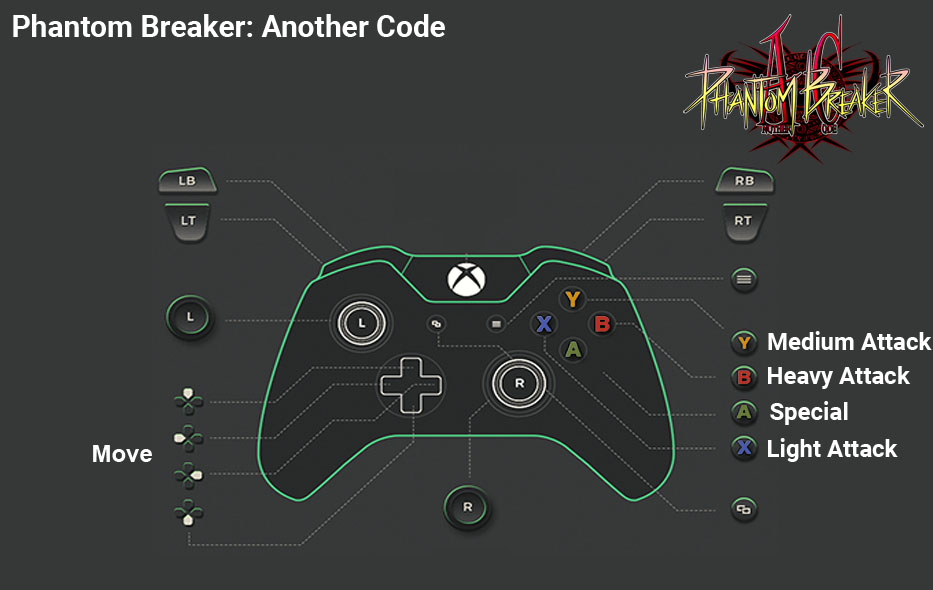 Phantom Breaker: Another Code
PHANTOM BREAKER
ANOTHER CODE
LB
RB
LT
RT
L
L
Y
X
B
A
R
Y Medium Attack
B Heavy Attack
A Special
X Light Attack
Move
R